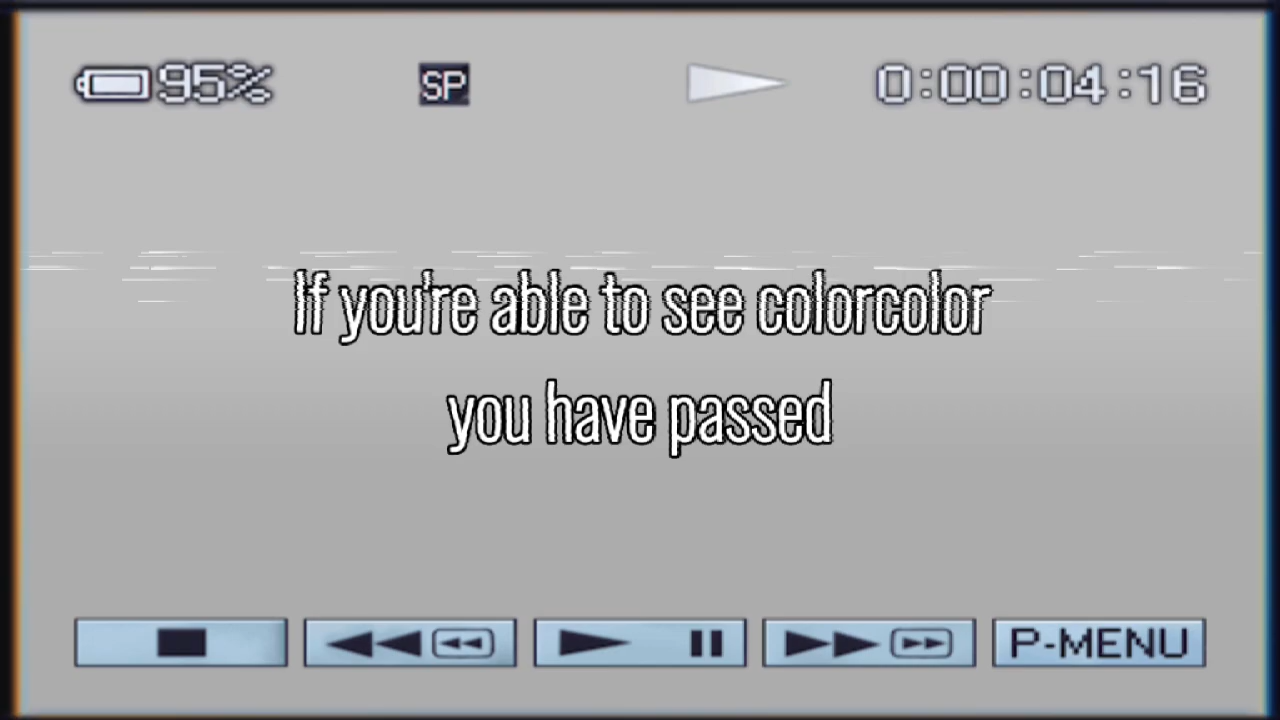 95% SP 0:00:04:16
If you're able to see colorcolor
you have passed
P-MENU